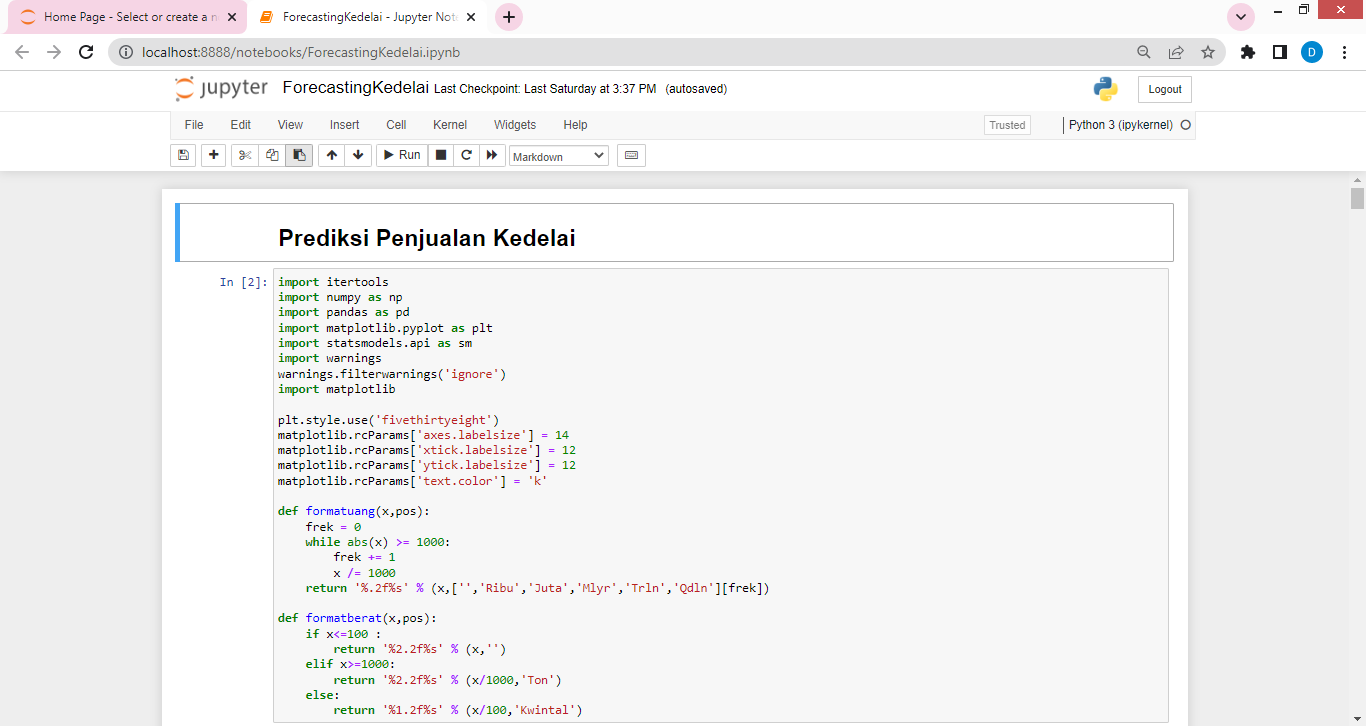 Home Page - Select or create a n
ForecastingKedelai - Jupyter Not
localhost:8888/notebooks/ForecastingKedelai.ipynb
D
jupyter ForecastingKedelai Last Checkpoint: Last Saturday at 3:37 PM (autosaved)
Logout
File Edit View Insert Cell Kernel Widgets Help
Trusted
Python 3 (ipykernel)
Run
Markdown
Prediksi Penjualan Kedelai
In [2]:
import itertools
import numpy as np
import pandas as pd
import matplotlib.pyplot as plt
import statsmodels.api as sm
import warnings
warnings.filterwarnings('ignore')
import matplotlib
plt.style.use('fivethirtyeight')
matplotlib.rcParams['axes.labelsize'] = 14
matplotlib.rcParams['xtick.labelsize'] = 12
matplotlib.rcParams['ytick.labelsize'] = 12
matplotlib.rcParams['text.color'] = 'k'
def formatuang(x,pos):
frek = 0
while abs(x) >= 1000:
frek += 1
x /= 1000
return '%.2f%s' % (x,['','Ribu','Juta','Mlyr','Trln','Qdln'][frek])
def formatberat(x,pos):
if x<=100 :
return '%2.2f%s' % (x,'')
elif x>=1000:
return '%2.2f%s' % (x/1000,'Ton')
else:
return '%1.2f%s' % (x/100,'Kwintal')